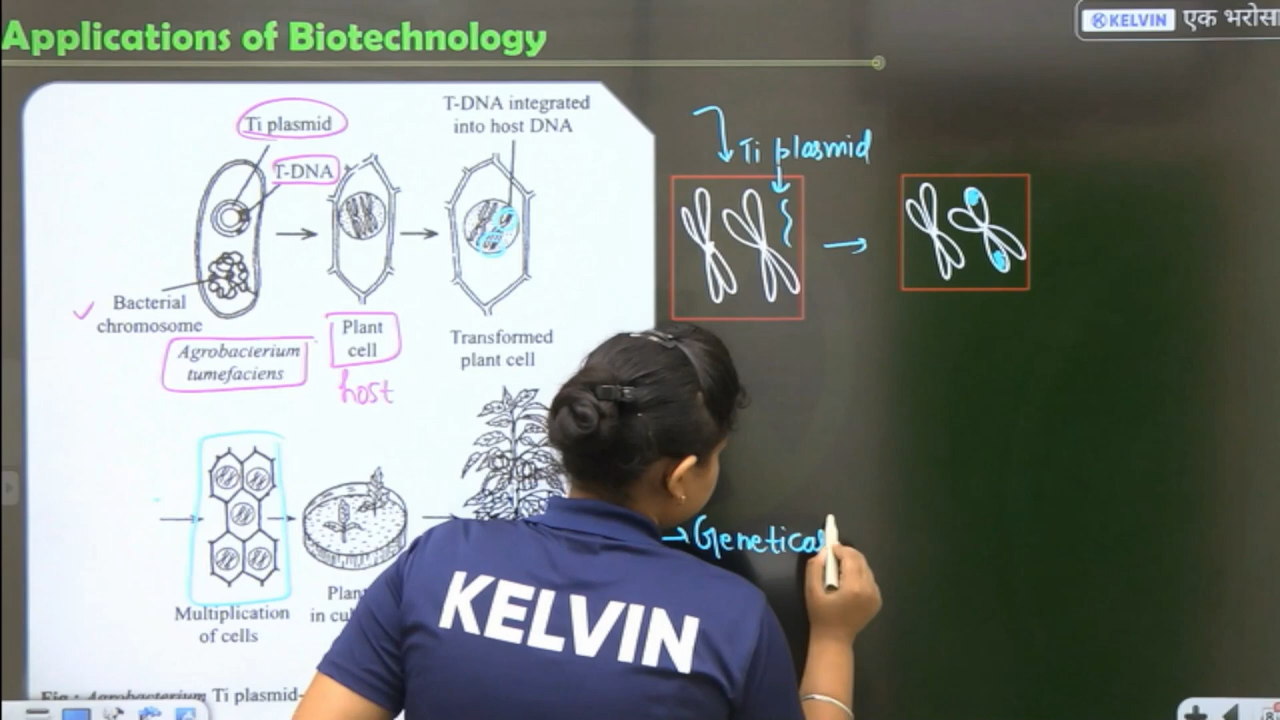 Applications of Biotechnology
KELVIN एक भरोसा
Ti plasmid
T-DNA
T-DNA integrated
into host DNA
Ti plasmid
Bacterial
chromosome
Agrobacterium
tumefaciens
Plant
cell
host
Transformed
plant cell
→Genetical
Multiplication
of cells
in
KELVIN
Fig : Agrobacterium Ti plasmid-